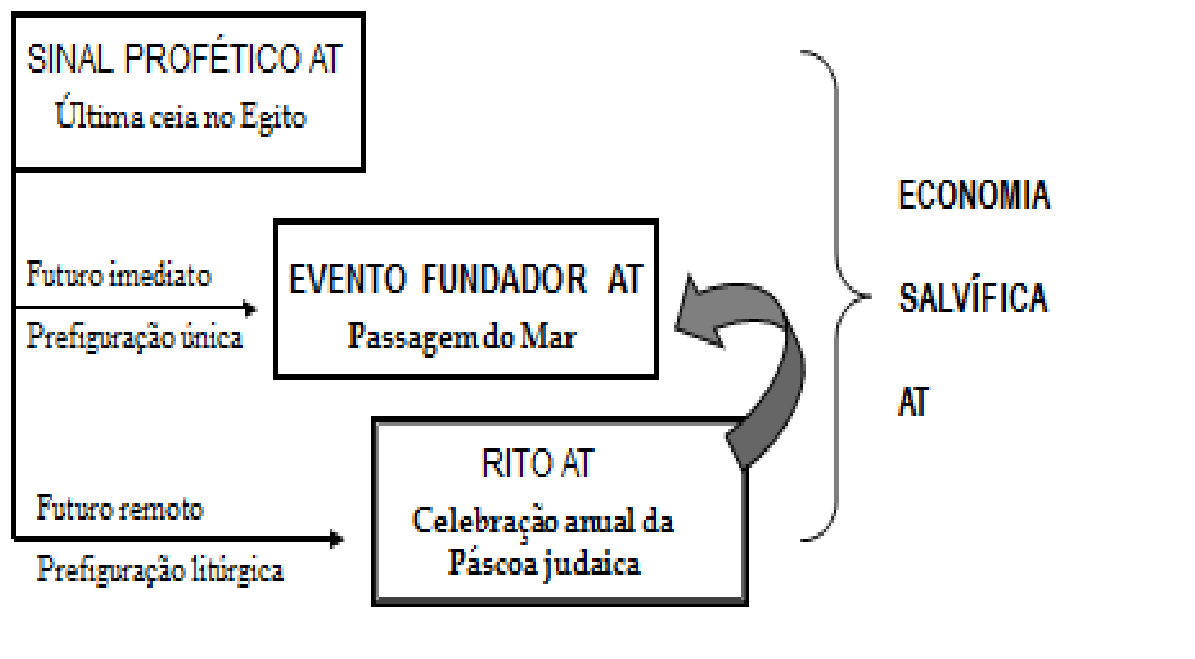 SINAL PROFÉTICO AT
Última ceia no Egito
Futuro imediato
Prefiguração única
EVENTO FUNDADOR AT
Passagem do Mar
RITO AT
Celebração anual da
Páscoa judaica
Futuro remoto
Prefiguração litúrgica
ECONOMIA
SALVÍFICA
AT